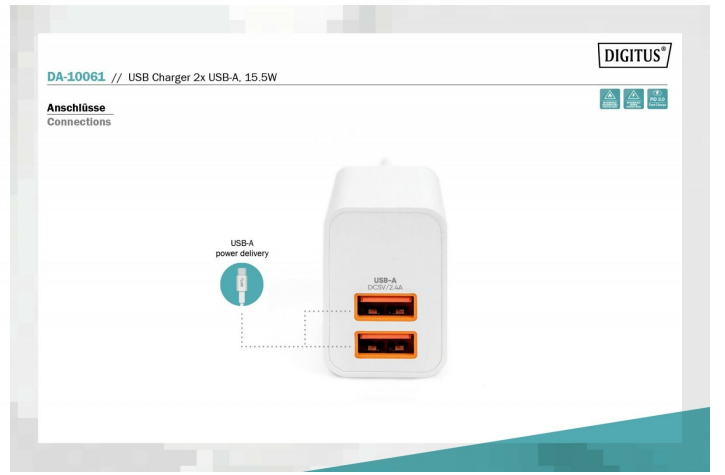 DIGITUS®
DA-10061 // USB Charger 2x USB-A, 15.5W
PD 3.0
Anschlüsse
Connections
USB-A
power delivery
USB-A
DC5V/2.4A